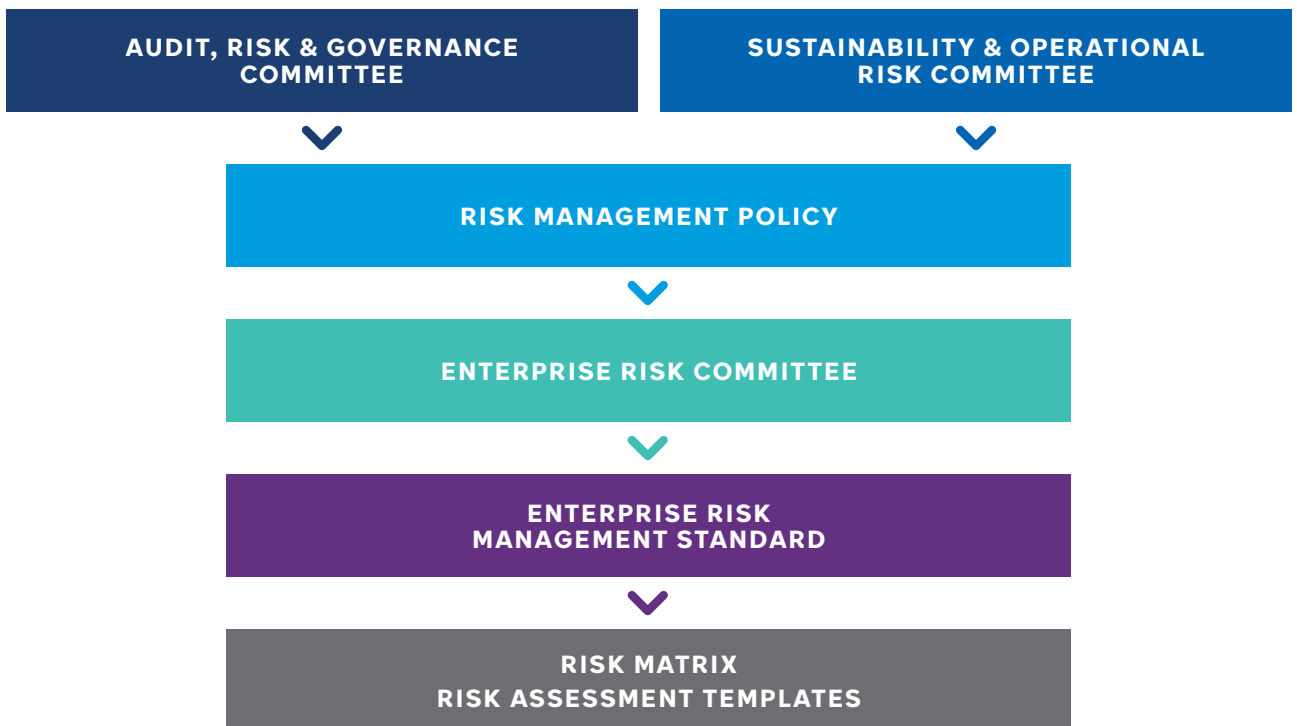 AUDIT, RISK & GOVERNANCE
COMMITTEE
SUSTAINABILITY & OPERATIONAL
RISK COMMITTEE
RISK MANAGEMENT POLICY
ENTERPRISE RISK COMMITTEE
ENTERPRISE RISK
MANAGEMENT STANDARD
RISK MATRIX
RISK ASSESSMENT TEMPLATES